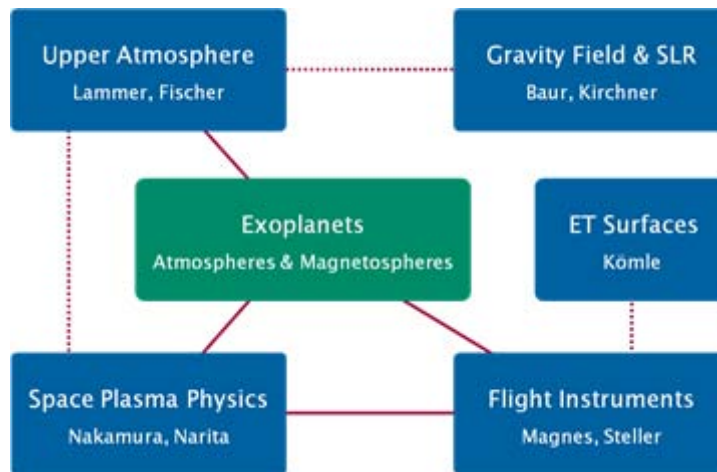 Upper Atmosphere
Lammer, Fischer
Gravity Field & SLR
Baur, Kirchner
Exoplanets
Atmospheres & Magnetospheres
ET Surfaces
Kömle
Space Plasma Physics
Nakamura, Narita
Flight Instruments
Magnes, Steller